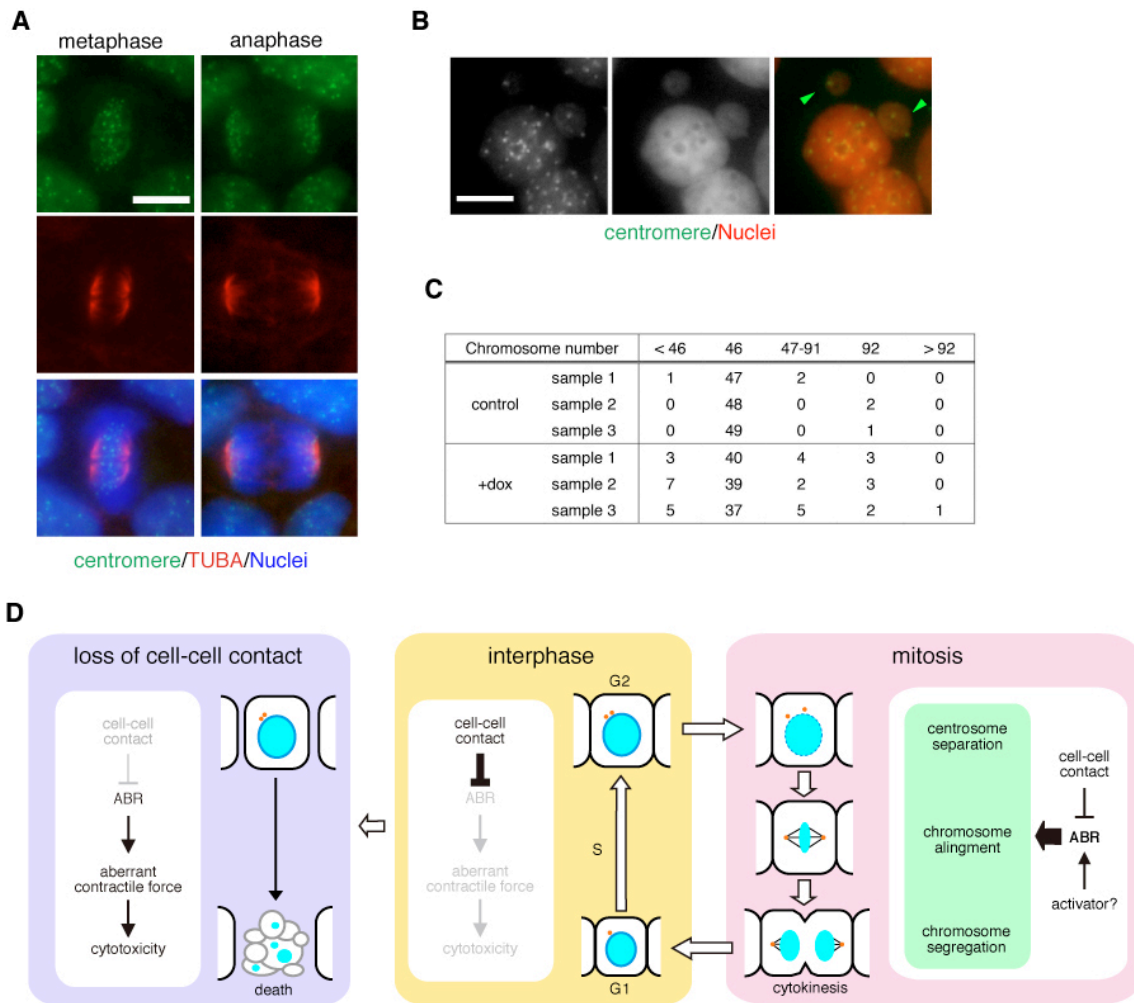 A
metaphase
anaphase
centromere/TUBA/Nuclei
B
centromere/Nuclei
C
Chromosome number < 46 46 47-91 92 > 92
control
sample 1 1 47 2 0 0
sample 2 0 48 0 2 0
sample 3 0 49 0 1 0
+dox
sample 1 3 40 4 3 0
sample 2 7 39 2 3 0
sample 3 5 37 5 2 1
D
loss of cell-cell contact
cell-cell
contact
ABR
aberrant
contractile force
cytotoxicity
death
interphase
cell-cell
contact
ABR
aberrant
contractile force
cytotoxicity
G2
S
G1
mitosis
cytokinesis
centrosome
separation
chromosome
alingment
chromosome
segregation
cell-cell
contact
ABR
activator?